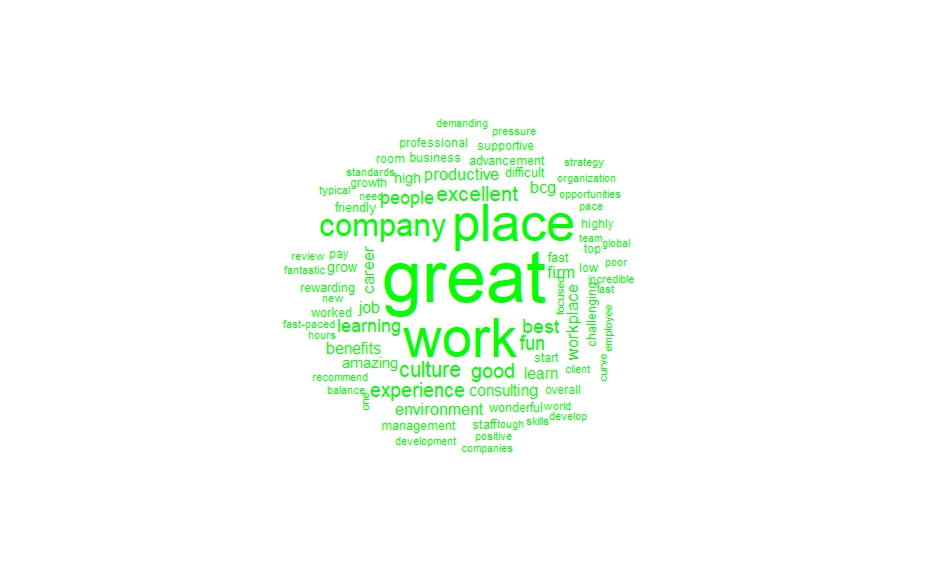 demanding
pressure
professional
supportive
room
business
advancement
strategy
standards
growth
high
productive
difficult
organization
typical
need
people
excellent
bcg
opportunities
friendly
pace
company
place
highly
team
top
global
review
pay
career
great
fast
fantastic
grow
firm
low
poor
rewarding
focused
incredible
last
new
worked
job
workplace
challenging
employee
fast-paced
learning
work
best
hours
fun
benefits
start
amazing
culture
good
learn
client
curve
recommend
balance
experience
consulting
overall
one
environment
wonderful
world
develop
management
staff
tough
skills
development
positive
companies